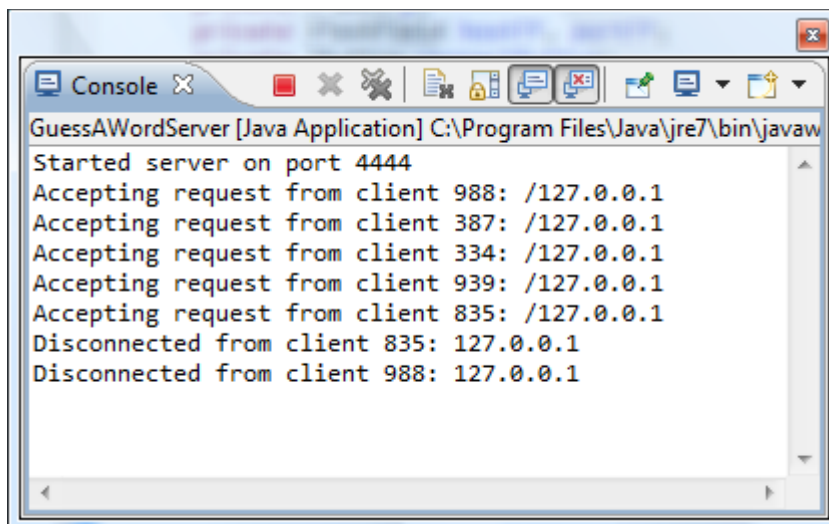 Console
GuessAWordServer [Java Application] C:\Program Files\Java\jre7\bin\javaw
Started server on port 4444
Accepting request from client 988: /127.0.0.1
Accepting request from client 387: /127.0.0.1
Accepting request from client 334: /127.0.0.1
Accepting request from client 939: /127.0.0.1
Accepting request from client 835: /127.0.0.1
Disconnected from client 835: 127.0.0.1
Disconnected from client 988: 127.0.0.1